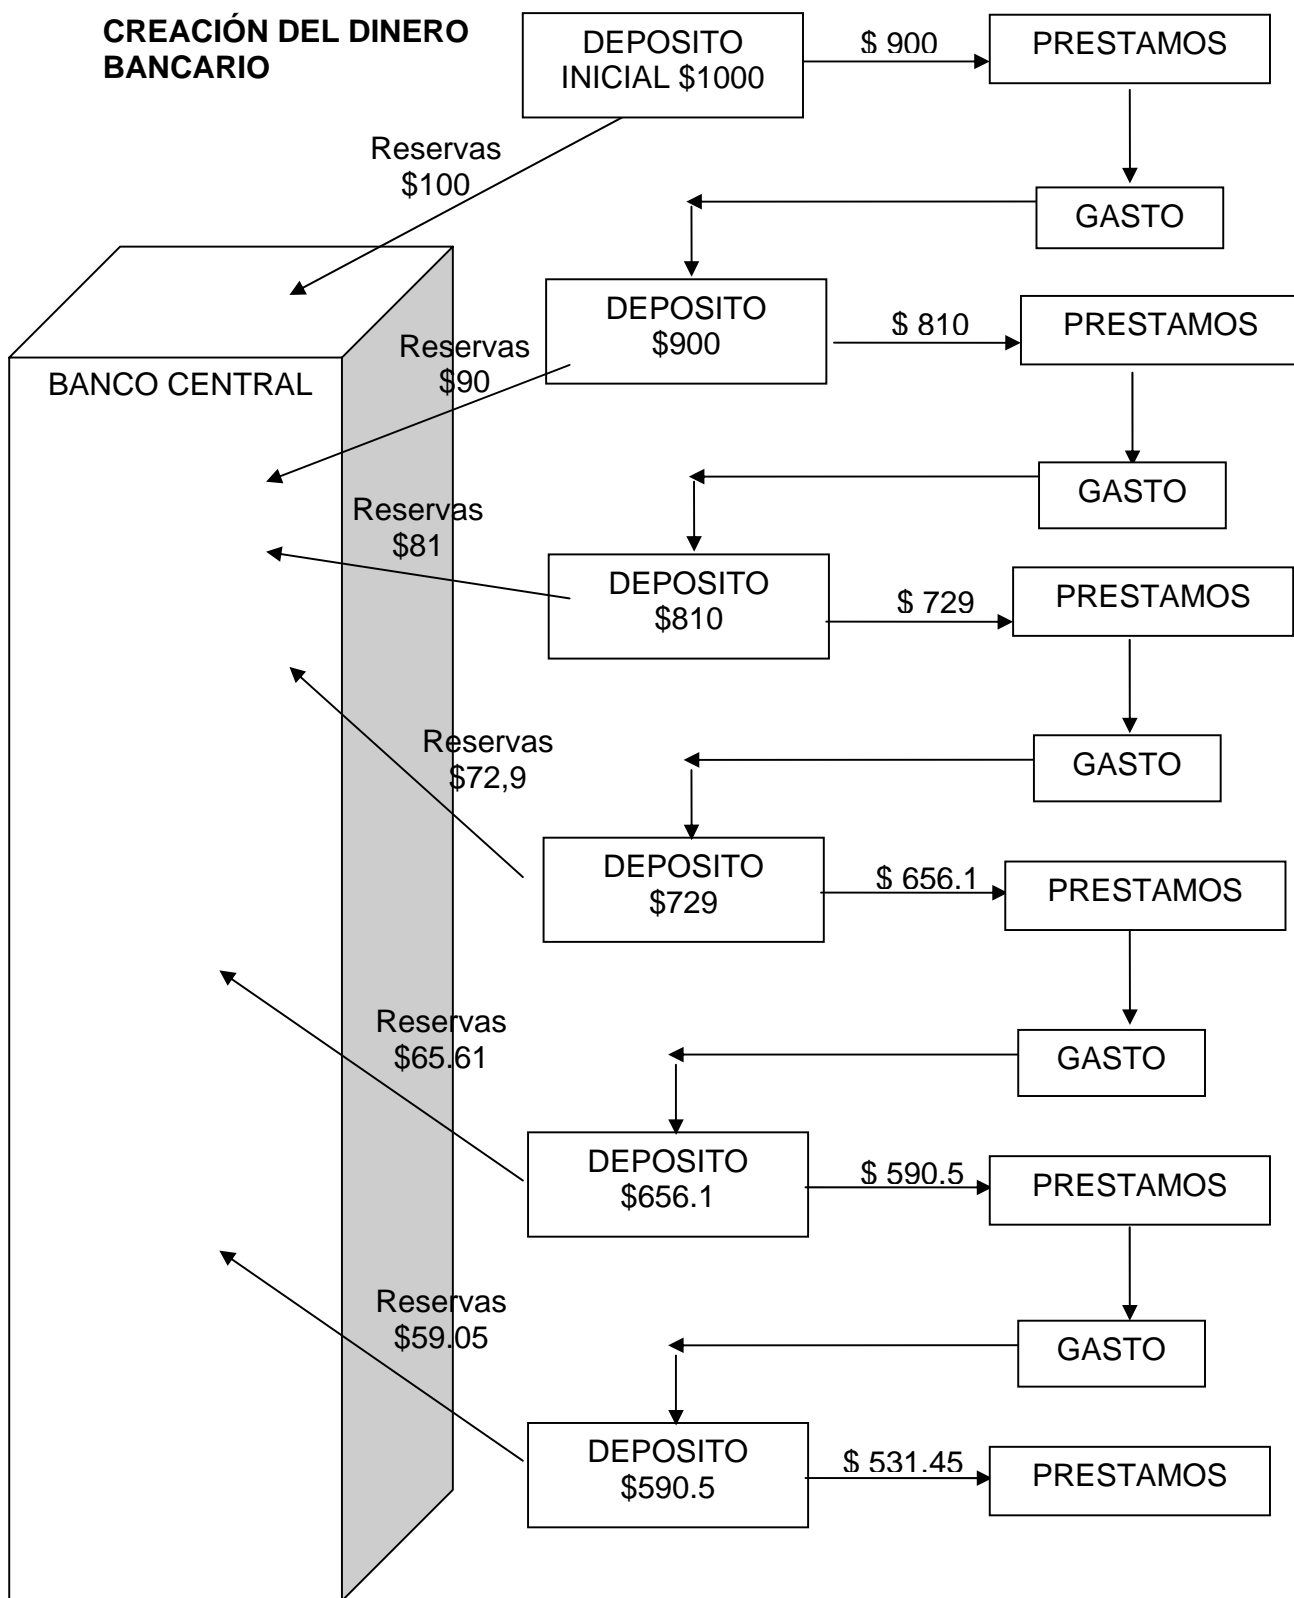 CREACIÓN DEL DINERO
BANCARIO
DEPOSITO
INICIAL $1000
$ 900
PRESTAMOS
Reservas
$100
GASTO
DEPOSITO
$900
$ 810
PRESTAMOS
Reservas
$90
BANCO CENTRAL
GASTO
Reservas
$81
DEPOSITO
$810
$ 729
PRESTAMOS
GASTO
Reservas
$72,9
DEPOSITO
$729
$ 656.1
PRESTAMOS
Reservas
$65.61
GASTO
DEPOSITO
$656.1
$ 590.5
PRESTAMOS
Reservas
$59.05
GASTO
DEPOSITO
$590.5
$ 531.45
PRESTAMOS